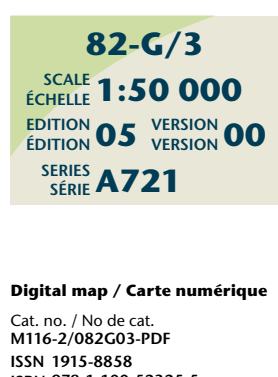 82-G/3
SCALE
ÉCHELLE 1:50 000
EDITION
ÉDITION 05 VERSION
VERSION 00
SERIES
SÉRIE A721
Digital map / Carte numérique
Cat. no. / No de cat.
M116-2/082G03-PDF
ISSN 1915-8858